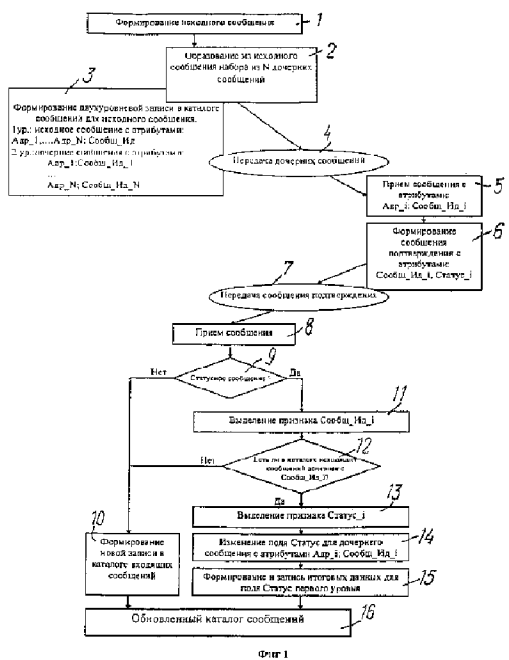 Формирование исходного сообщения
1
Образование из исходного
сообщения набора из N дочерних
сообщений
2
3
Формирование двухуровневой записи в каталог
сообщений для исходного сообщения.
1 ур.: исходное сообщение с атрибутами:
Адр_1,....Адр_N; Сообщ_Ид
2 ур.: дочернее сообщения с атрибутами:
Адр_1; Сообщ_Ид_1
...
Адр_N; Сообщ_Ид_N
4
Передача дочерних сообщений
Прием сообщения с
атрибутами
Адр_i; Сообщ_Ид_i
5
Формирование
сообщения
подтверждения с
атрибутами:
Сообщ_Ид_i, Статус_i
6
7
Передача сообщения подтверждения
Прием сообщения
8
9
Нет
Статусное сообщение ?
Да
11
Выделение признака Сообщ_Ид_i
12
Нет
Есть ли в каталоге исходящих
сообщений дочернее с
Сообщ_Ид_i?
Да
13
Выделение признака Статус_i
10
Формирование
новой записи в
каталоге входящих
сообщений
14
Изменение поля Статус для дочернего
сообщения с атрибутами Адр_i; Сообщ_Ид_i
Формирование и запись итоговых данных для
поля Статус первого уровня
15
Обновленный каталог сообщений
16
Фиг 1